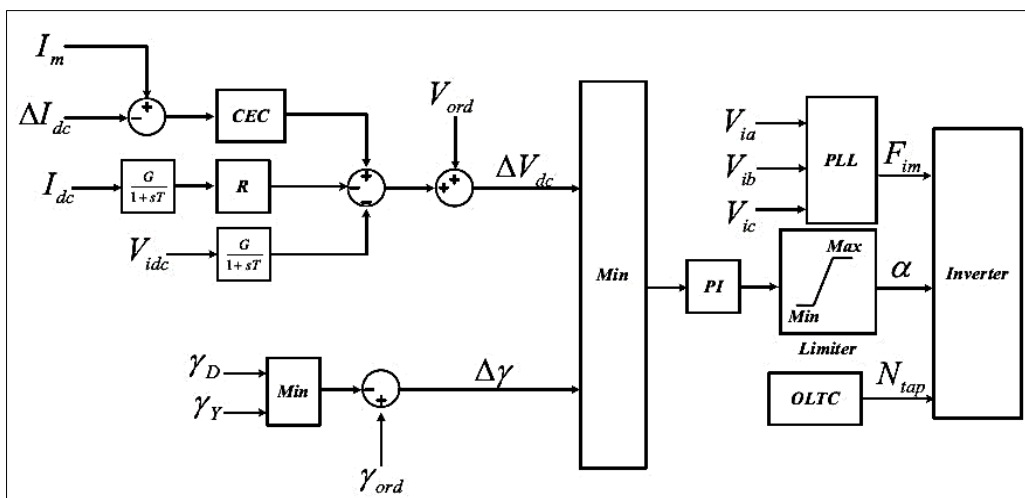 I_m
ΔI_dc
CEC
V_ord
I_dc
G
1+sT
R
ΔV_dc
V_idc
G
1+sT
γ_D
γ_Y
Min
Δγ
γ_ord
Min
PI
V_ia
V_ib
V_ic
PLL
F_im
Max
Min
Limiter
α
Inverter
OLTC
N_tap